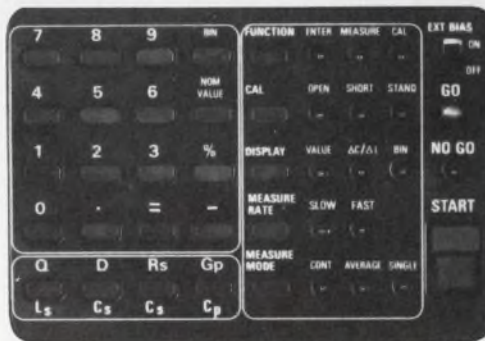 7 8 9 BIN
4 5 6 NOM VALUE
1 2 3 %
0 . = -
Q D Rs Gp
Ls Cs Cs Cp
FUNCTION ENTER MEASURE CAL
CAL OPEN SHORT STAND
DISPLAY VALUE ΔC/ΔL BIN
MEASURE RATE SLOW FAST
MEASURE MODE CONT AVERAGE SINGLE
EXT BIAS
ON
OFF
GO
NO GO
START